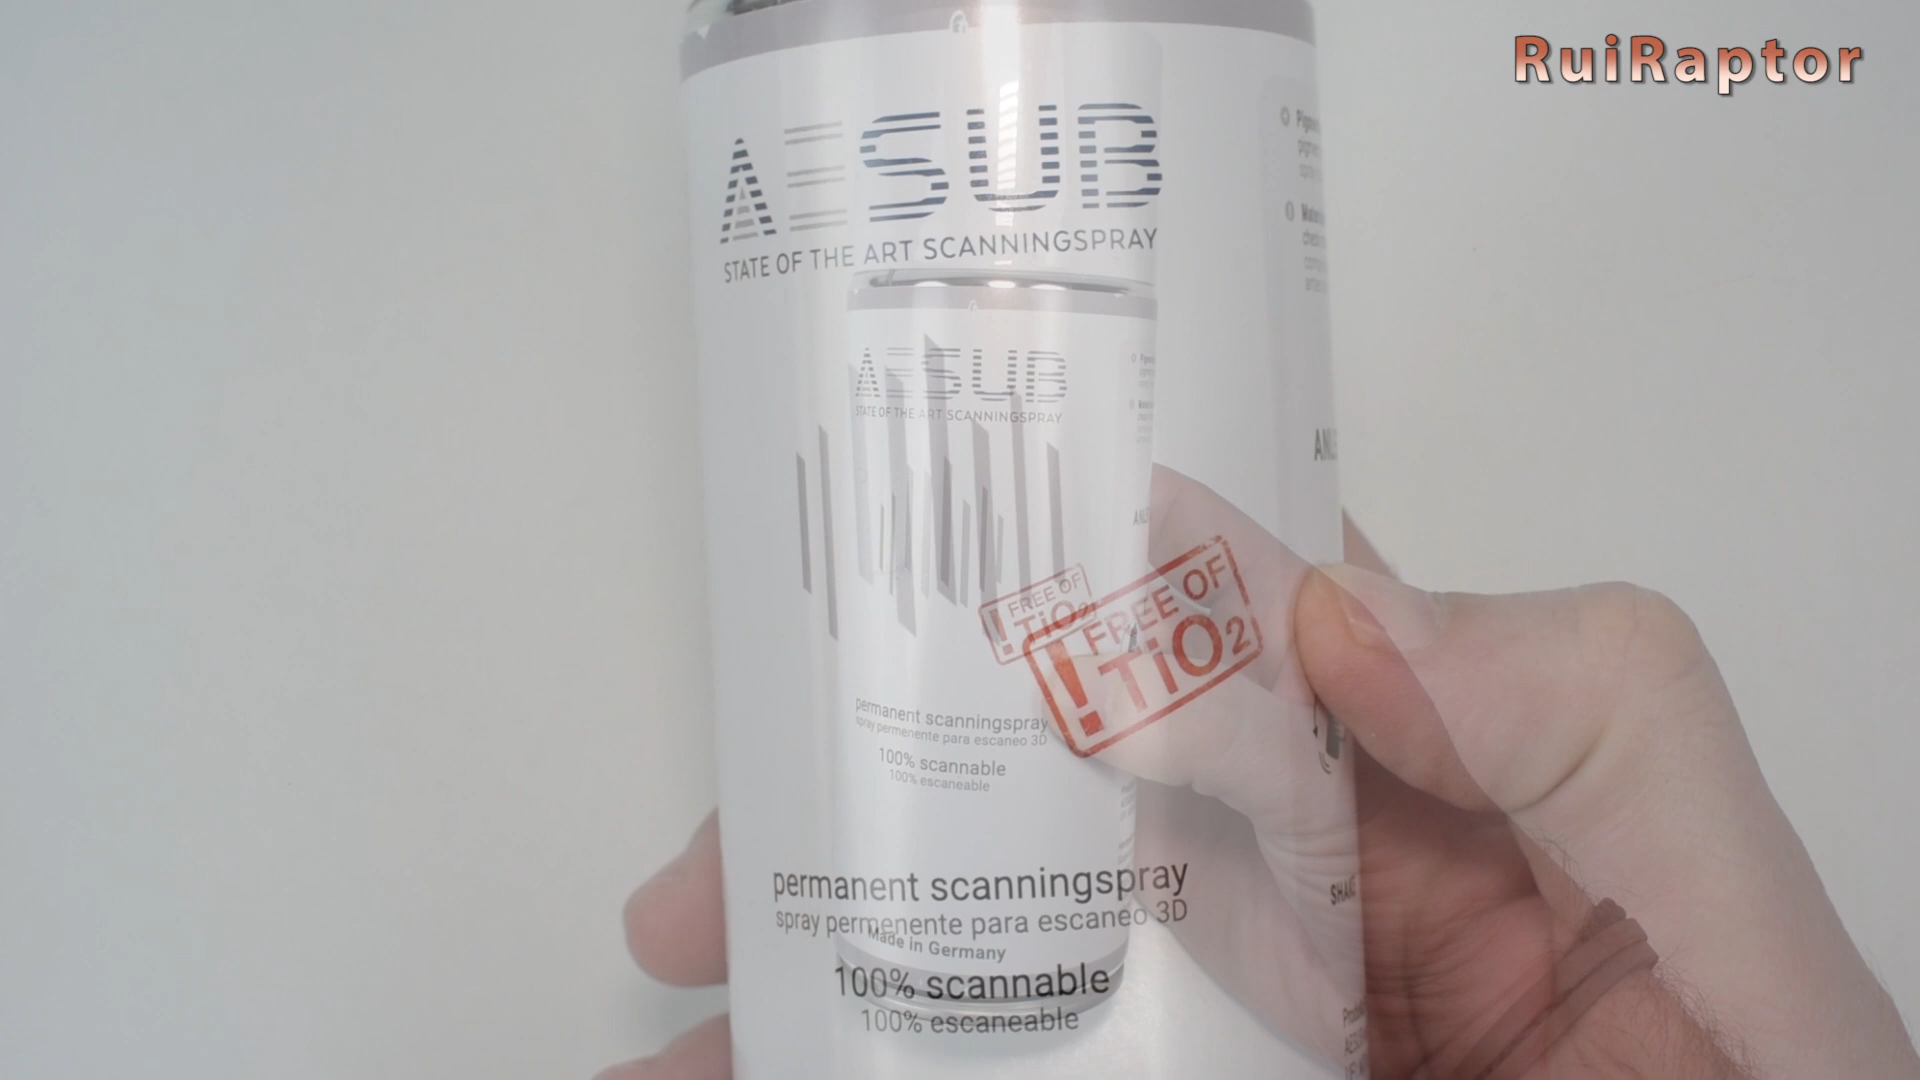 RuiRaptor
AESUB
STATE OF THE ART SCANNINGSPRAY
AESUB
STATE OF THE ART SCANNINGSPRAY
! FREE OF
TiO2
! FREE OF
TiO2
permanent scanningspray
spray permenente para escaneo 3D
100% scannable
100% escaneable
permanent scanningspray
spray permenente para escaneo 3D
Made in Germany
100% scannable
100% escaneable